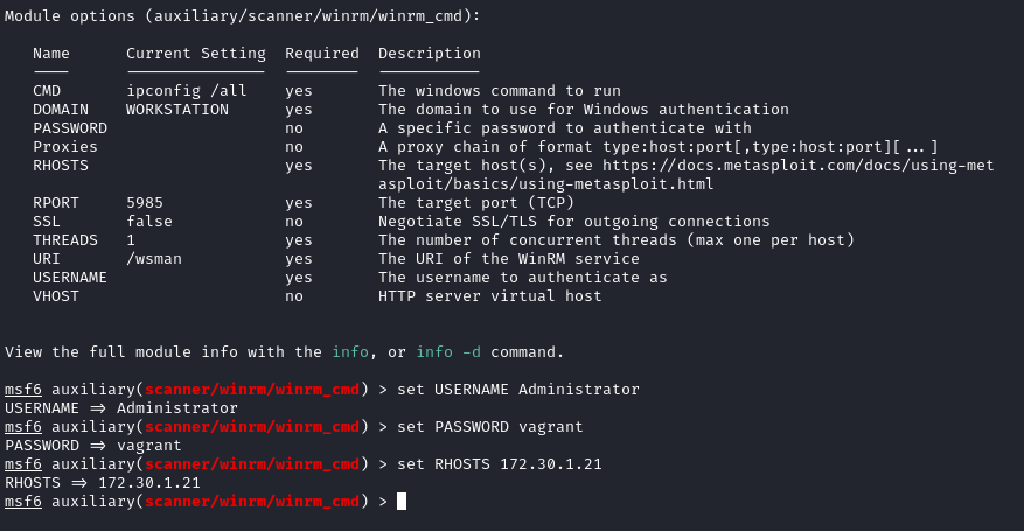 Module options (auxiliary/scanner/winrm/winrm_cmd):
Name Current Setting Required Description
CMD ipconfig /all yes The windows command to run
DOMAIN WORKSTATION yes The domain to use for Windows authentication
PASSWORD no A specific password to authenticate with
Proxies no A proxy chain of format type:host:port[,type:host:port][...]
RHOSTS yes The target host(s), see https://docs.metasploit.com/docs/using-met
asploit/basics/using-metasploit.html
RPORT 5985 yes The target port (TCP)
SSL false no Negotiate SSL/TLS for outgoing connections
THREADS 1 yes The number of concurrent threads (max one per host)
URI /wsman yes The URI of the WinRM service
USERNAME yes The username to authenticate as
VHOST no HTTP server virtual host
View the full module info with the info, or info -d command.
msf6 auxiliary(scanner/winrm/winrm_cmd) > set USERNAME Administrator
USERNAME => Administrator
msf6 auxiliary(scanner/winrm/winrm_cmd) > set PASSWORD vagrant
PASSWORD => vagrant
msf6 auxiliary(scanner/winrm/winrm_cmd) > set RHOSTS 172.30.1.21
RHOSTS => 172.30.1.21
msf6 auxiliary(scanner/winrm/winrm_cmd) >